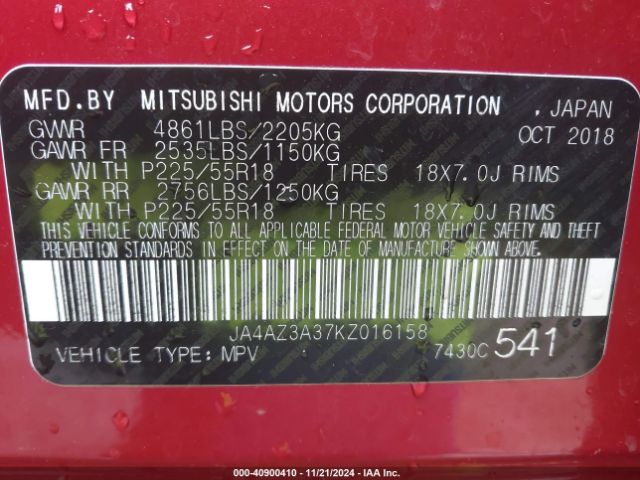 MFD.BY MITSUBISHI MOTORS CORPORATION , JAPAN
GVWR 4861LBS/2205KG OCT 2018
GAWR FR 2535LBS/1150KG
WITH P225/55R18 TIRES 18X7.0J RIMS
GAWR RR 2756LBS/1250KG
WITH P225/55R18 TIRES 18X7.0J RIMS
THIS VEHICLE CONFORMS TO ALL APPLICABLE FEDERAL MOTOR VEHICLE SAFETY AND THEFT
PREVENTION STANDARDS IN EFFECT ON THE DATE OF MANUFACTURE SHOWN ABOVE.
JA4AZ3A37KZ016158
VEHICLE TYPE: MPV 7430C 541
000-40900410 - 11/21/2024 - IAA Inc.